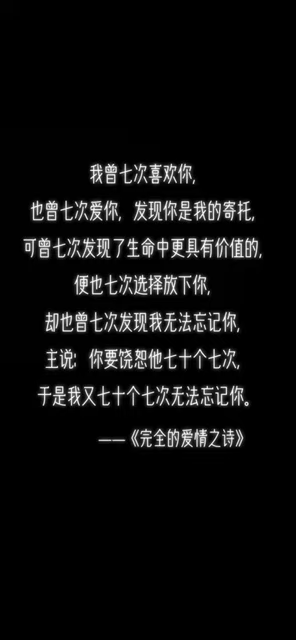 我曾七次喜欢你,
也曾七次爱你, 发现你是我的寄托,
可曾七次发现了生命中更具有价值的,
便也七次选择放下你,
却也曾七次发现我无法忘记你,
主说: 你要饶恕他七十个七次,
于是我又七十个七次无法忘记你。
——《完全的爱情之诗》